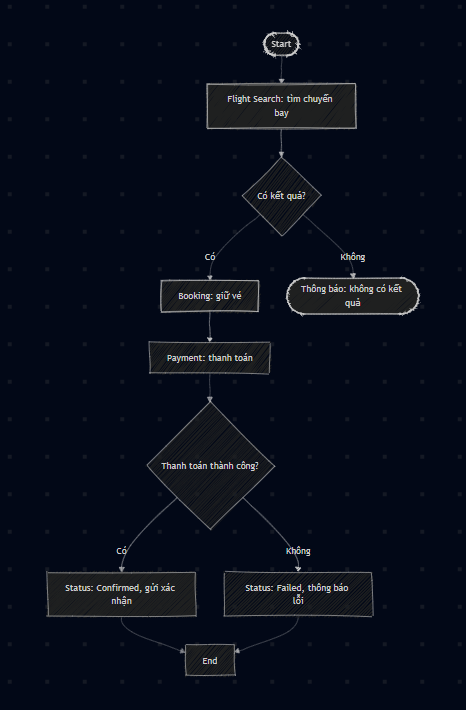 Start
Flight Search: tìm chuyến
bay
Có kết quả?
Có
Không
Booking: giữ vé
Thông báo: không có kết
quả
Payment: thanh toán
Thanh toán thành công?
Có
Không
Status: Confirmed, gửi xác
nhận
Status: Failed, thông báo
lỗi
End